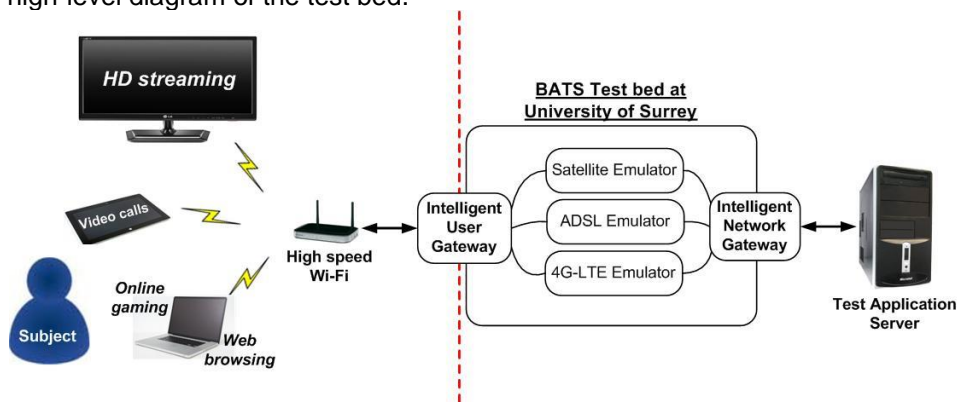 high-level diagram of the test bed.
HD streaming
BATS Test bed at
University of Surrey
Satellite Emulator
Video calls
Intelligent
User
Gateway
ADSL Emulator
Intelligent
Network
Gateway
High speed
Wi-Fi
4G-LTE Emulator
Online
gaming
Subject
Web
browsing
Test Application
Server